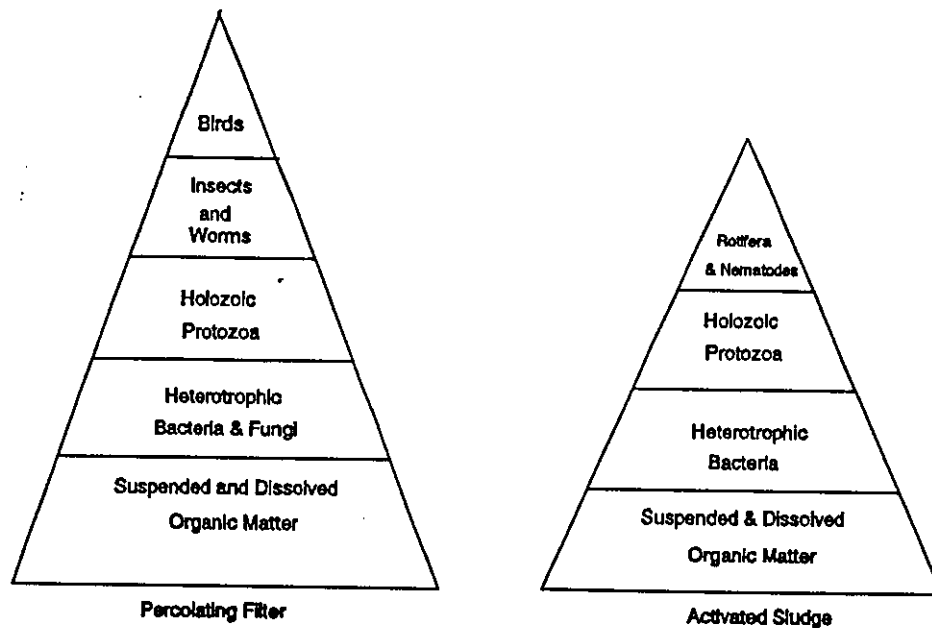 Birds
Insects
and
Worms
Holozoic
Protozoa
Heterotrophic
Bacteria & Fungi
Suspended and Dissolved
Organic Matter
Percolating Filter
Rotifera
& Nematodes
Holozoic
Protozoa
Heterotrophic
Bacteria
Suspended & Dissolved
Organic Matter
Activated Sludge